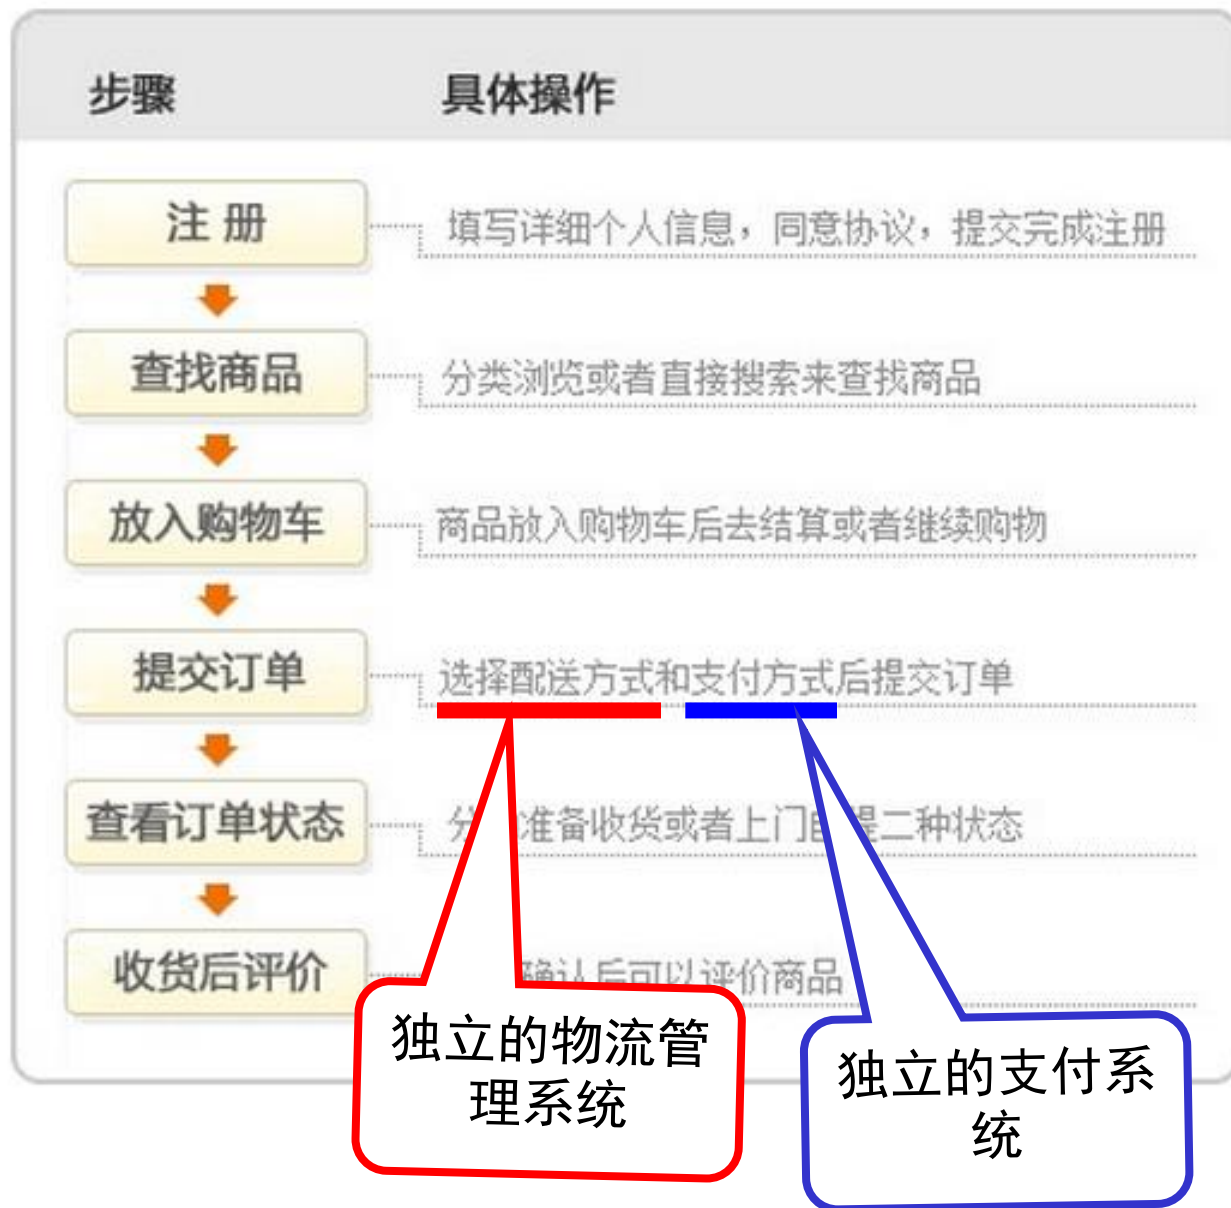 步骤 具体操作
注 册 填写详细个人信息，同意协议，提交完成注册
查找商品 分类浏览或者直接搜索来查找商品
放入购物车 商品放入购物车后去结算或者继续购物
提交订单 选择配送方式和支付方式后提交订单
查看订单状态 分 准备收货或者上门自提二种状态
收货后评价 确认后可以评价商品
独立的物流管
理系统
独立的支付系
统